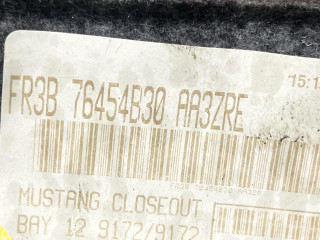 15:1
FR3B 76454B30 AA3ZRE
MUSTANG CLOSEOUT
BAY 12 9172/9172